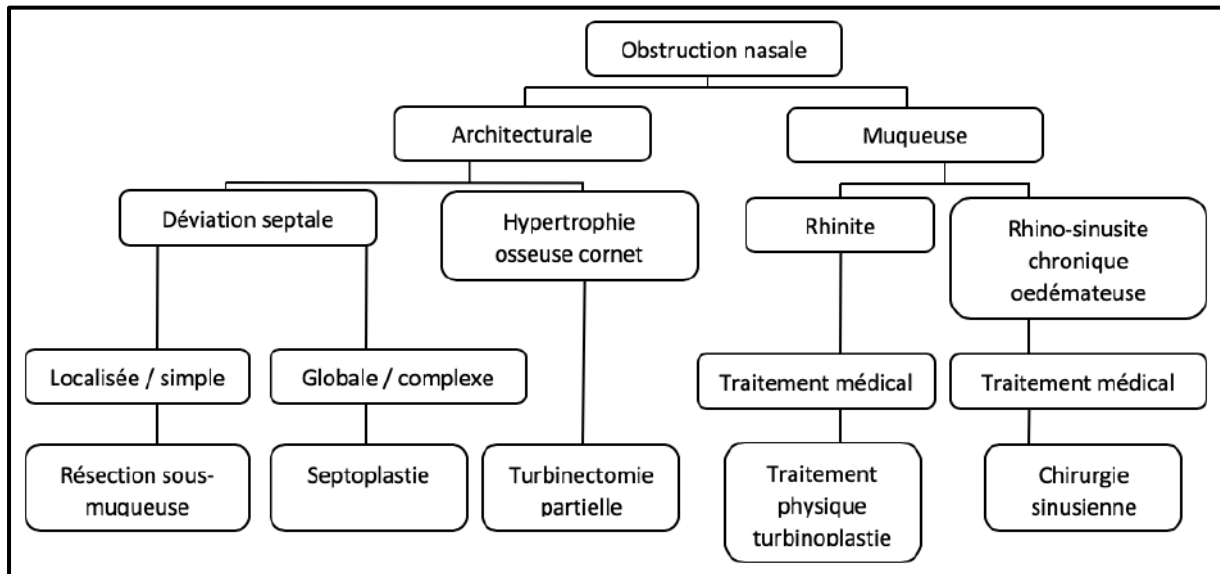 Obstruction nasale
Architecturale
Muqueuse
Déviation septale
Hypertrophie
osseuse cornet
Rhinite
Rhino-sinusite
chronique
oedémateuse
Localisée / simple
Globale / complexe
Traitement médical
Traitement médical
Résection sous-
muqueuse
Septoplastie
Turbinectomie
partielle
Traitement
physique
turbinoplastie
Chirurgie
sinusienne